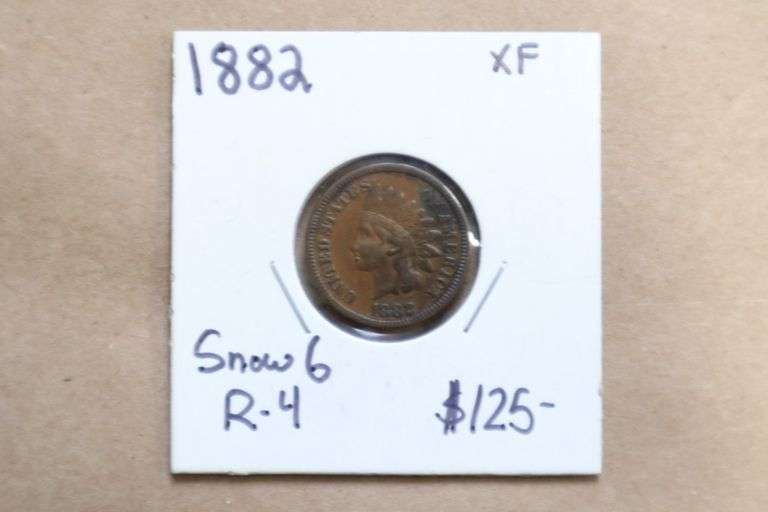 1882 XF
UNITED STATES OF AMERICA
1882
Snow 6
R-4 $125-